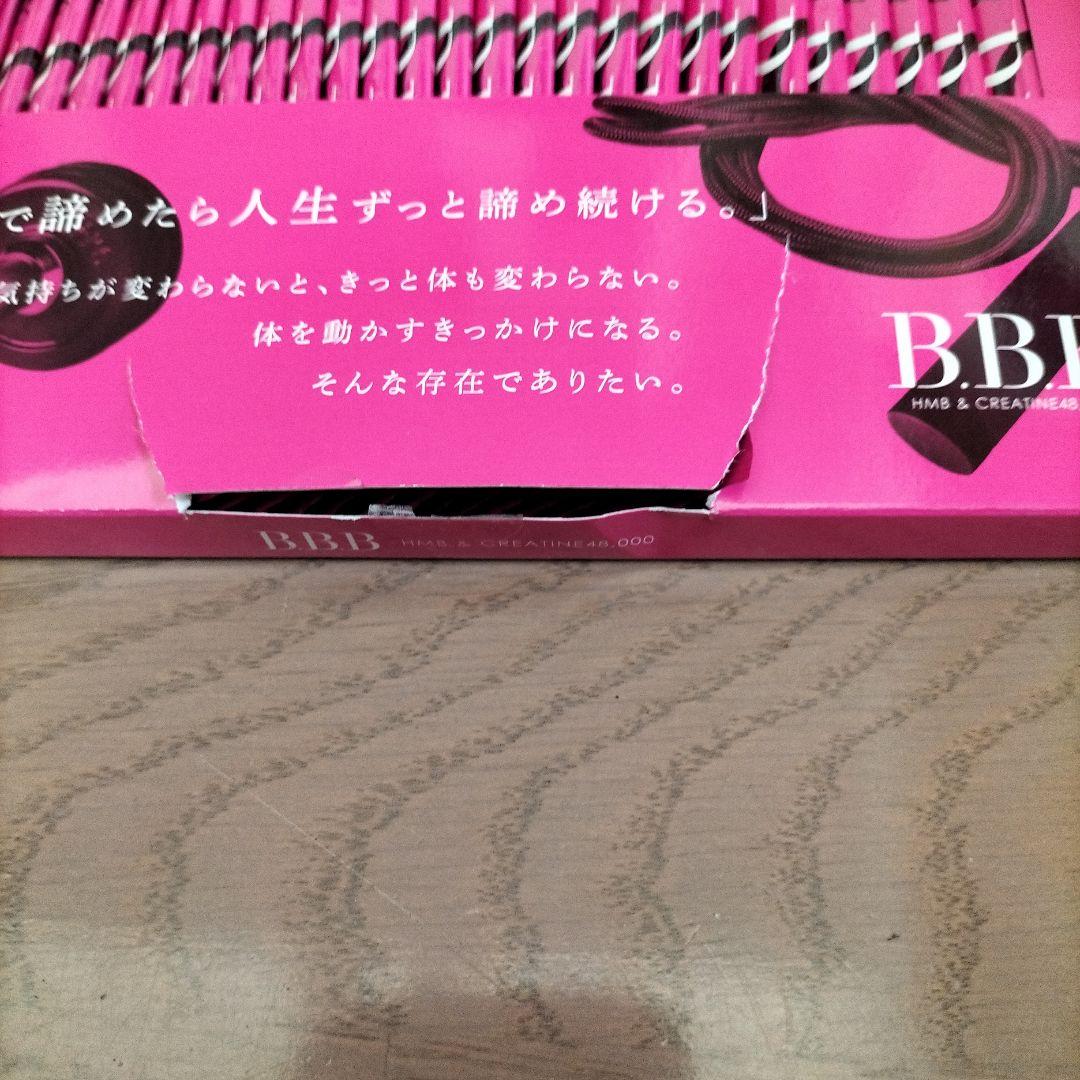 で諦めたら人生ずっと諦め続ける。」
気持ちが変わらないと、きっと体も変わらない。
体を動かすきっかけになる。
そんな存在でありたい。
B.B.B
HMB & CREATINE48
B.B.B HMB & CREATINE48,000